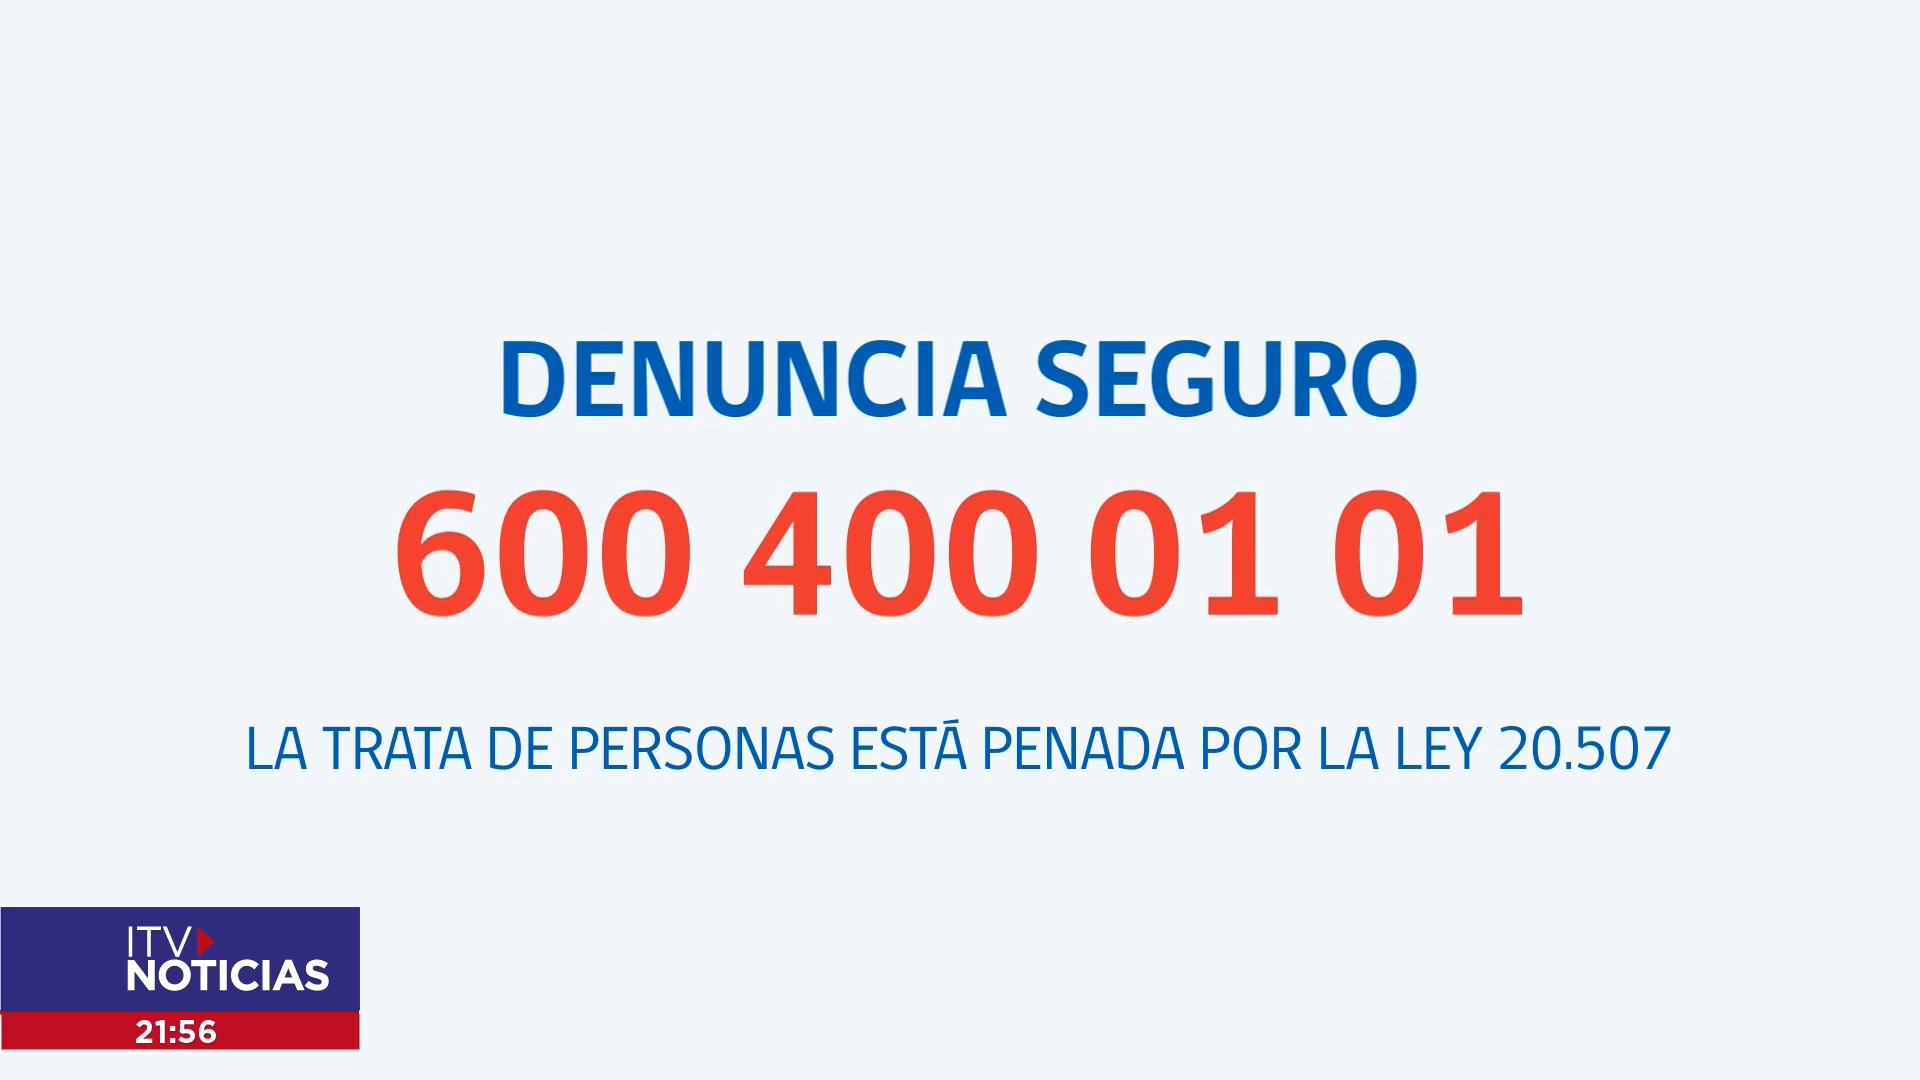 DENUNCIA SEGURO
600 400 01 01
LA TRATA DE PERSONAS ESTÁ PENADA POR LA LEY 20.507
ITV
NOTICIAS
21:56